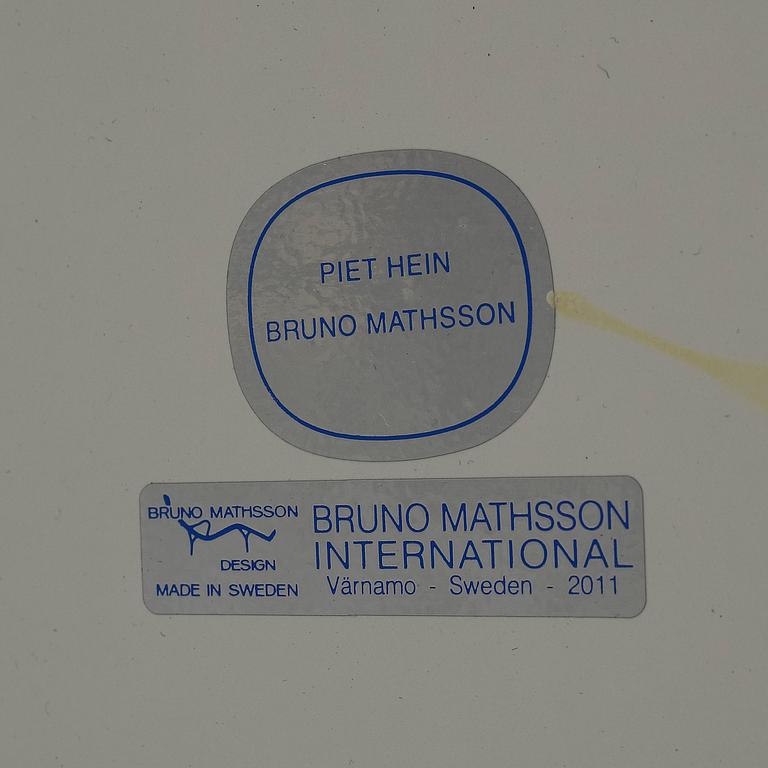 PIET HEIN
BRUNO MATHSSON
BRUNO MATHSSON
DESIGN
MADE IN SWEDEN
BRUNO MATHSSON
INTERNATIONAL
Värnamo - Sweden - 2011